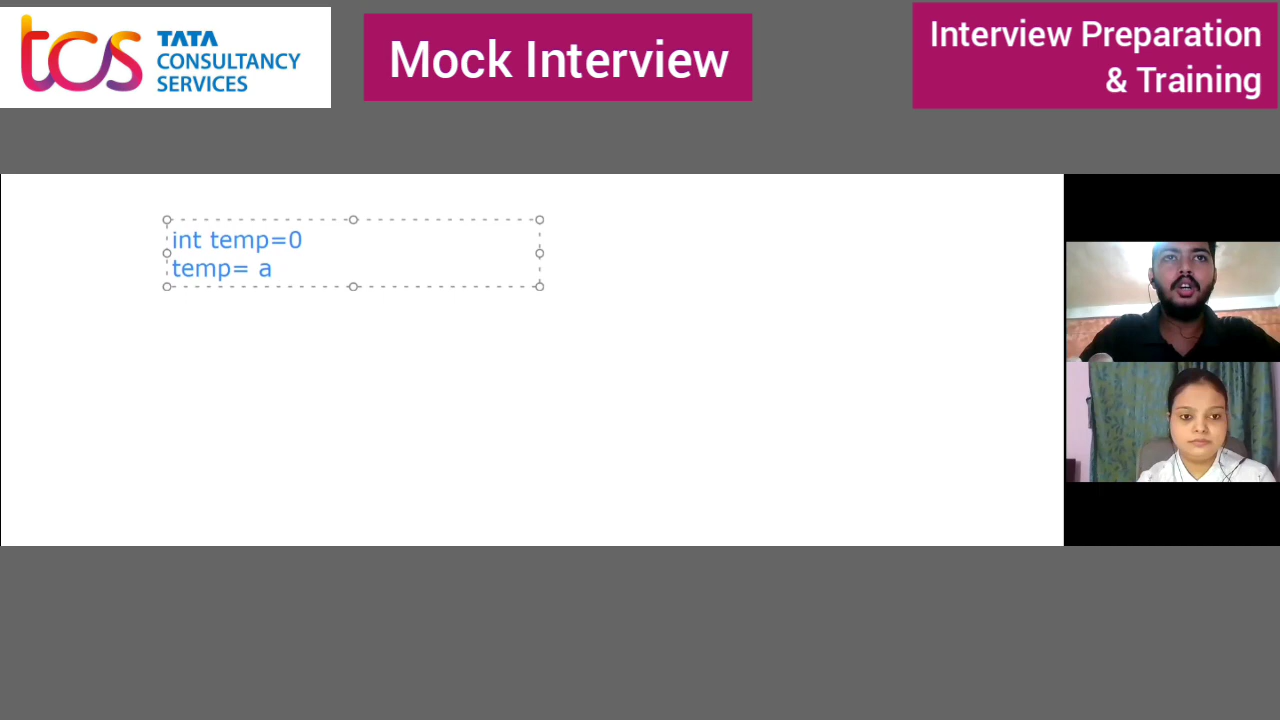 tcs TATA
CONSULTANCY
SERVICES
Mock Interview
Interview Preparation
& Training
int temp=0
temp= a